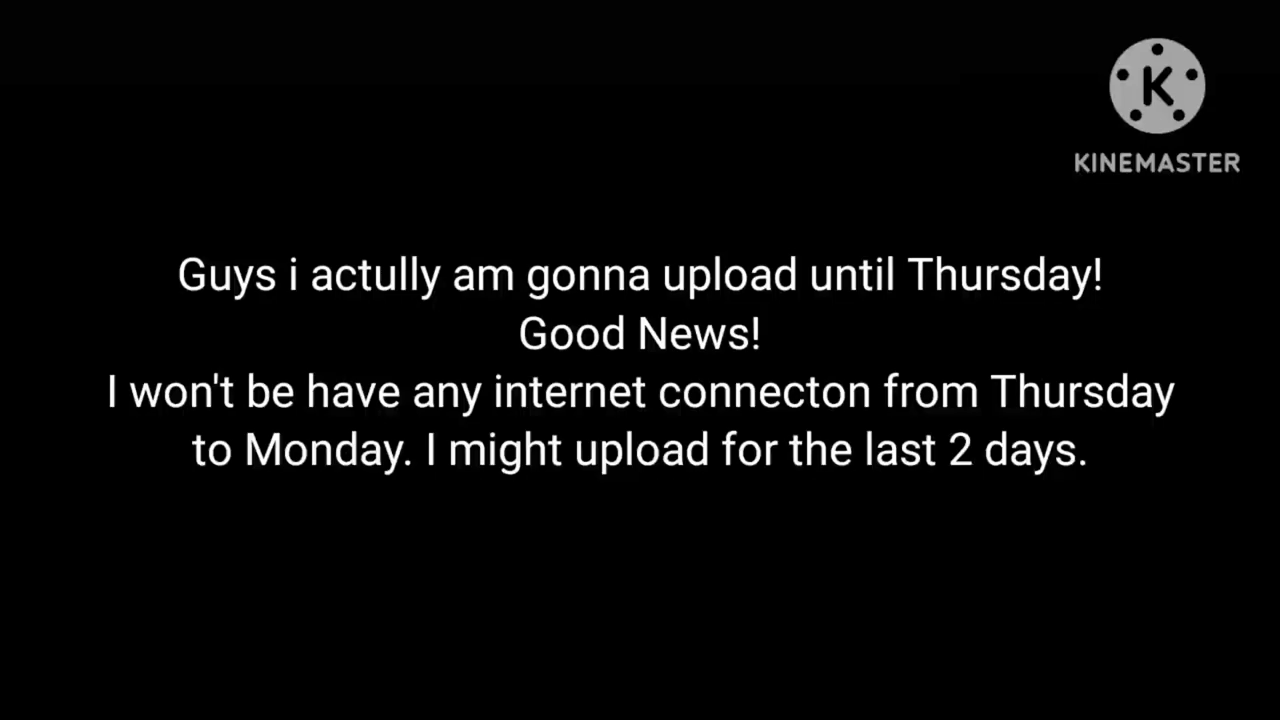 K
KINEMASTER
Guys i actully am gonna upload until Thursday!
Good News!
I won't be have any internet connecton from Thursday
to Monday. I might upload for the last 2 days.